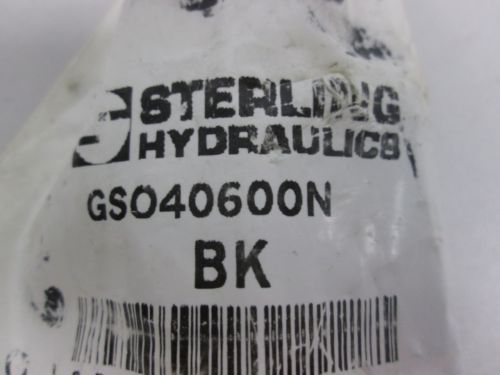 STERLING
HYDRAULICS
GS040600N
BK